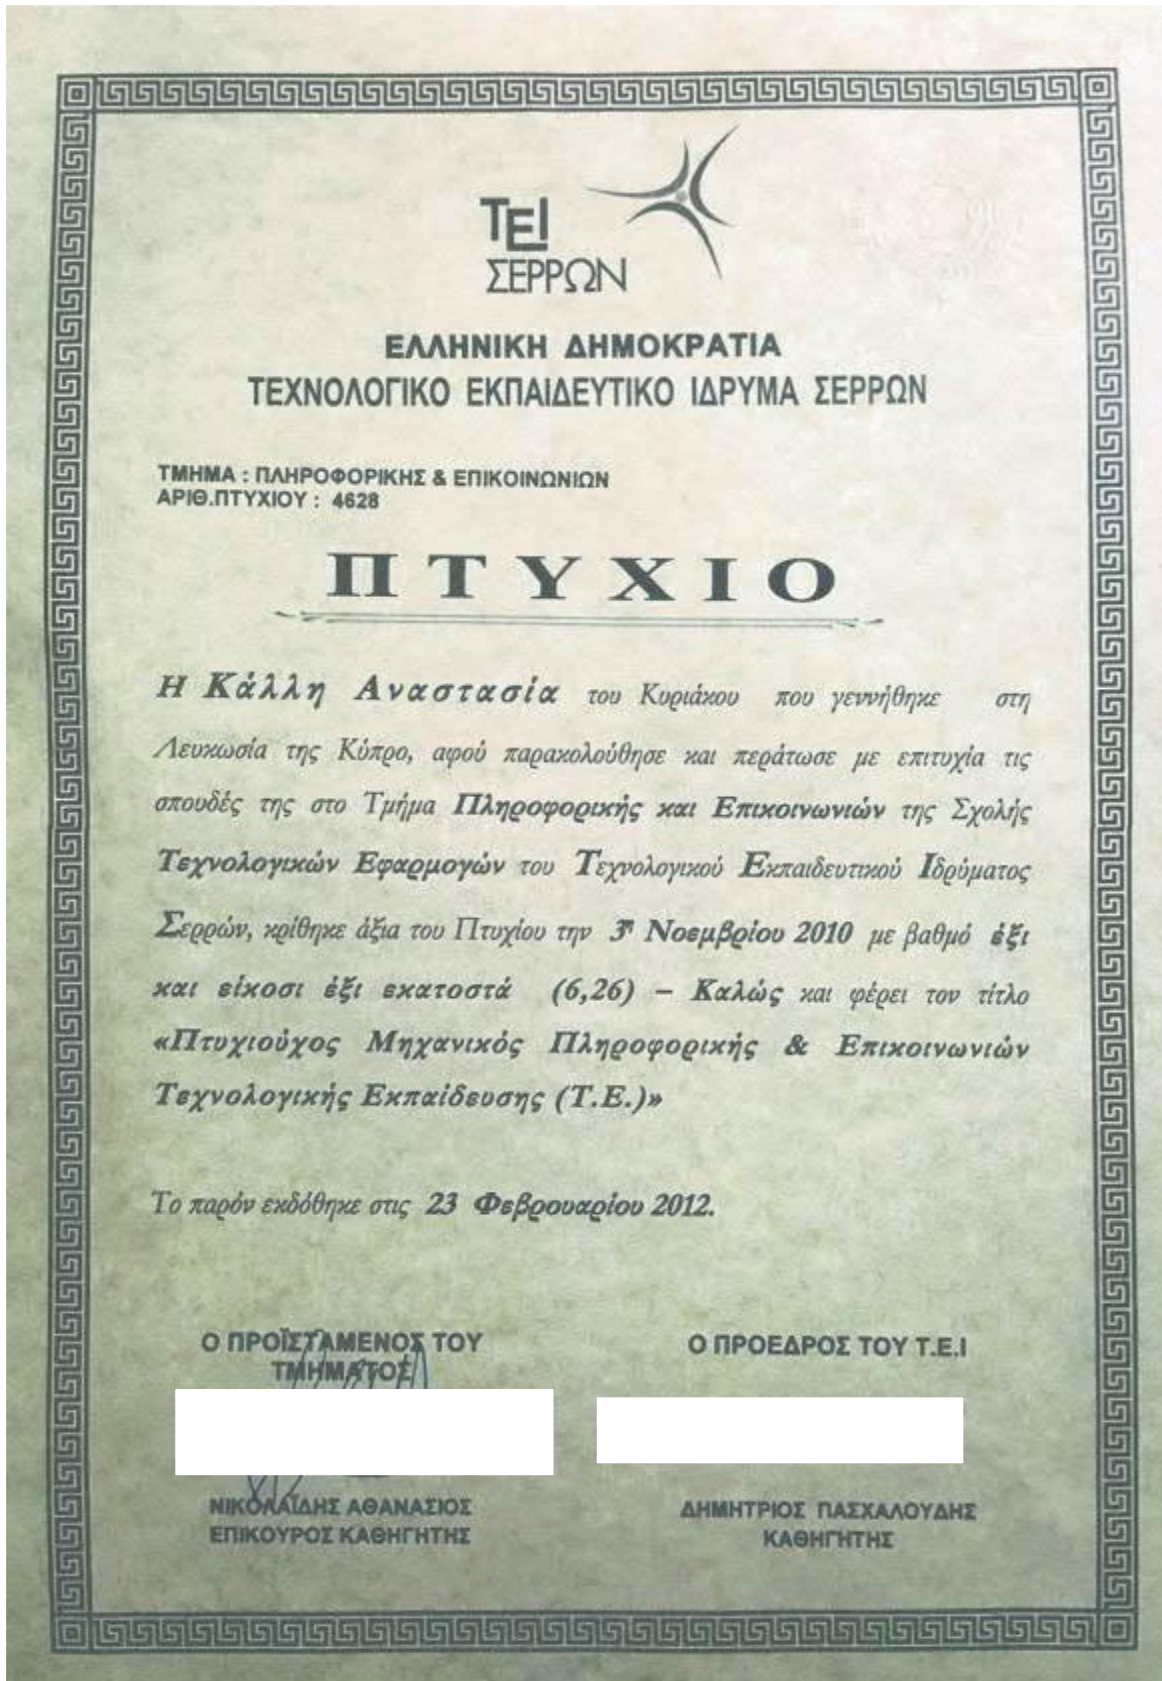 ΤΕΙ
ΣΕΡΡΩΝ
ΕΛΛΗΝΙΚΗ ΔΗΜΟΚΡΑΤΙΑ
ΤΕΧΝΟΛΟΓΙΚΟ ΕΚΠΑΙΔΕΥΤΙΚΟ ΙΔΡΥΜΑ ΣΕΡΡΩΝ
ΤΜΗΜΑ : ΠΛΗΡΟΦΟΡΙΚΗΣ & ΕΠΙΚΟΙΝΩΝΙΩΝ
ΑΡΙΘ.ΠΤΥΧΙΟΥ : 4628
ΠΤΥΧΙΟ
Η Κάλλη Αναστασία του Κυριάκου που γεννήθηκε στη
Λευκωσία της Κύπρο, αφού παρακολούθησε και περάτωσε με επιτυχία τις
σπουδές της στο Τμήμα Πληροφορικής και Επικοινωνιών της Σχολής
Τεχνολογικών Εφαρμογών του Τεχνολογικού Εκπαιδευτικού Ιδρύματος
Σερρών, κρίθηκε άξια του Πτυχίου την 3η Νοεμβρίου 2010 με βαθμό έξι
και είκοσι έξι εκατοστά (6,26) – Καλώς και φέρει τον τίτλο
«Πτυχιούχος Μηχανικός Πληροφορικής & Επικοινωνιών
Τεχνολογικής Εκπαίδευσης (Τ.Ε.)»
Το παρόν εκδόθηκε στις 23 Φεβρουαρίου 2012.
Ο ΠΡΟΪΣΤΑΜΕΝΟΣ ΤΟΥ
ΤΜΗΜΑΤΟΣ
Ο ΠΡΟΕΔΡΟΣ ΤΟΥ Τ.Ε.Ι
ΝΙΚΟΛΑΪΔΗΣ ΑΘΑΝΑΣΙΟΣ
ΕΠΙΚΟΥΡΟΣ ΚΑΘΗΓΗΤΗΣ
ΔΗΜΗΤΡΙΟΣ ΠΑΣΧΑΛΟΥΔΗΣ
ΚΑΘΗΓΗΤΗΣ